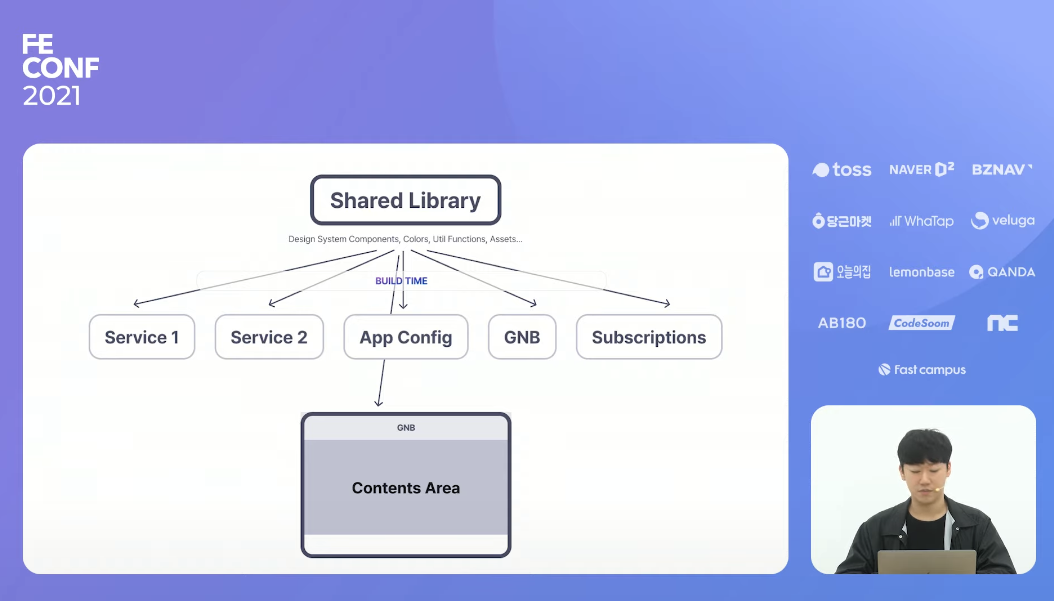 FE
CONF
2021
Shared Library
Design System Components, Colors, Util Functions, Assets...
BUILD TIME
Service 1
Service 2
App Config
GNB
Subscriptions
GNB
Contents Area
toss
NAVER D2
BZNAV
당근마켓
WhaTap
veluga
오늘의집
lemonbase
QANDA
AB180
CodeSoom
nc
Fast campus